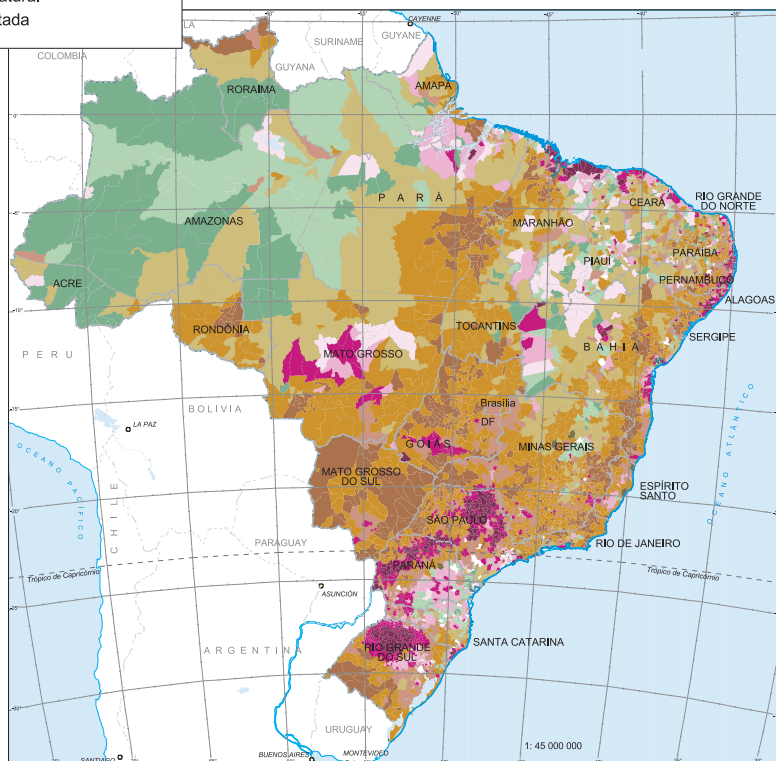 tada
CAYENNE
COLOMBIA
SURINAME
GUYANE
GUYANA
RORAIMA
AMAPÁ
PARÁ
AMAZONAS
MARANHÃO
CEARÁ
RIO GRANDE
DO NORTE
PIAUI
PARAÍBA
PERNAMBUCO
ACRE
ALAGOAS
RONDÔNIA
TOCANTINS
SERGIPE
PERU
MATO GROSSO
BAHIA
BOLIVIA
LA PAZ
Brasília
DF
GOIÁS
MINAS GERAIS
OCEANO PACÍFICO
OCEANO ATLÂNTICO
CHILE
MATO GROSSO
DO SUL
ESPÍRITO
SANTO
SÃO PAULO
PARAGUAY
RIO DE JANEIRO
PARANÁ
Trópico de Capricórnio
Trópico de Capricórnio
ASUNCIÓN
ARGENTINA
SANTA CATARINA
RIO GRANDE
DO SUL
URUGUAY
1: 45 000 000
SANTIAGO
BUENOS AIRES
MONTEVIDEO